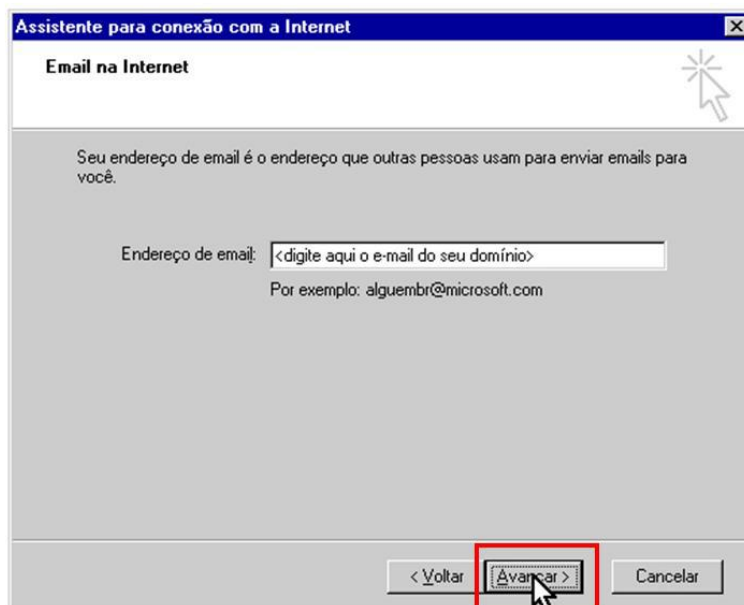 Assistente para conexão com a Internet
Email na Internet
Seu endereço de email é o endereço que outras pessoas usam para enviar emails para
você.
Endereço de email: <digite aqui o e-mail do seu domínio>
Por exemplo: alguembr@microsoft.com
< Voltar Avançar > Cancelar